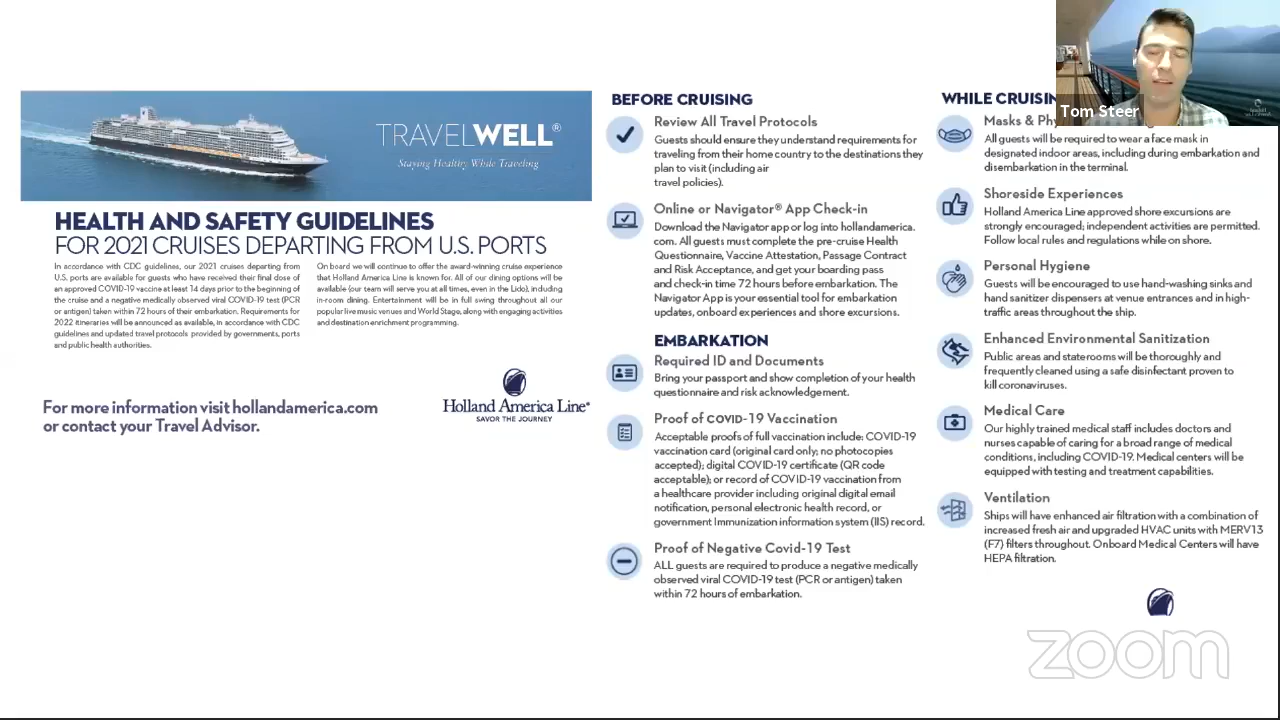 TRAVELWELL®
Staying Healthy While Traveling
HEALTH AND SAFETY GUIDELINES
FOR 2021 CRUISES DEPARTING FROM U.S. PORTS
In accordance with CDC guidelines, our 2021 cruises departing from
U.S. ports are available for guests who have received their final dose of
an approved COVID-19 vaccine at least 14 days prior to the beginning of
the cruise and a negative medically observed viral COVID-19 test (PCR
or antigen) taken within 72 hours of their embarkation. Requirements for
2022 itineraries will be announced as available, in accordance with CDC
guidelines and updated travel protocols provided by governments, ports
and public health authorities.
On board we will continue to offer the award-winning cruise experience
that Holland America Line is known for. All of our dining options will be
available (our team will serve you at all times, even in the Lido), including
in-room dining. Entertainment will be in full swing throughout all our
popular live music venues and World Stage, along with engaging activities
and destination enrichment programming.
For more information visit hollandamerica.com
or contact your Travel Advisor.
Holland America Line®
SAVOR THE JOURNEY
BEFORE CRUISING
Review All Travel Protocols
Guests should ensure they understand requirements for
traveling from their home country to the destinations they
plan to visit (including air
travel policies).
Online or Navigator® App Check-in
Download the Navigator app or log into hollandamerica.
com. All guests must complete the pre-cruise Health
Questionnaire, Vaccine Attestation, Passage Contract
and Risk Acceptance, and get your boarding pass
and check-in time 72 hours before embarkation. The
Navigator App is your essential tool for embarkation
updates, onboard experiences and shore excursions.
EMBARKATION
Required ID and Documents
Bring your passport and show completion of your health
questionnaire and risk acknowledgement.
Proof of COVID-19 Vaccination
Acceptable proofs of full vaccination include: COVID-19
vaccination card (original card only; no photocopies
accepted); digital COVID-19 certificate (QR code
acceptable); or record of COVID-19 vaccination from
a healthcare provider including original digital email
notification, personal electronic health record, or
government Immunization information system (IIS) record.
Proof of Negative Covid-19 Test
ALL guests are required to produce a negative medically
observed viral COVID-19 test (PCR or antigen) taken
within 72 hours of embarkation.
WHILE CRUISIN
Masks & Phy
All guests will be required to wear a face mask in
designated indoor areas, including during embarkation and
disembarkation in the terminal.
Shoreside Experiences
Holland America Line approved shore excursions are
strongly encouraged; independent activities are permitted.
Follow local rules and regulations while on shore.
Personal Hygiene
Guests will be encouraged to use hand-washing sinks and
hand sanitizer dispensers at venue entrances and in high-
traffic areas throughout the ship.
Enhanced Environmental Sanitization
Public areas and staterooms will be thoroughly and
frequently cleaned using a safe disinfectant proven to
kill coronaviruses.
Medical Care
Our highly trained medical staff includes doctors and
nurses capable of caring for a broad range of medical
conditions, including COVID-19. Medical centers will be
equipped with testing and treatment capabilities.
Ventilation
Ships will have enhanced air filtration with a combination of
increased fresh air and upgraded HVAC units with MERV13
(F7) filters throughout. Onboard Medical Centers will have
HEPA filtration.
Tom Steer
zoom